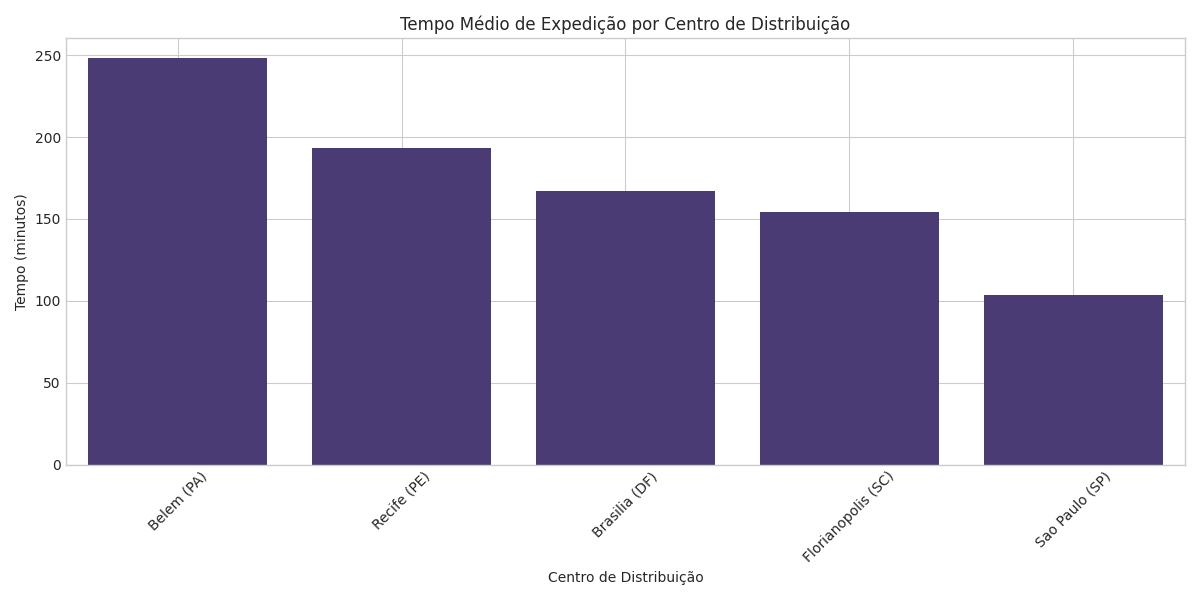 Tempo Médio de Expedição por Centro de Distribuição
Tempo (minutos)
250
200
150
100
50
0
Belem (PA)
Recife (PE)
Brasilia (DF)
Florianopolis (SC)
Sao Paulo (SP)
Centro de Distribuição